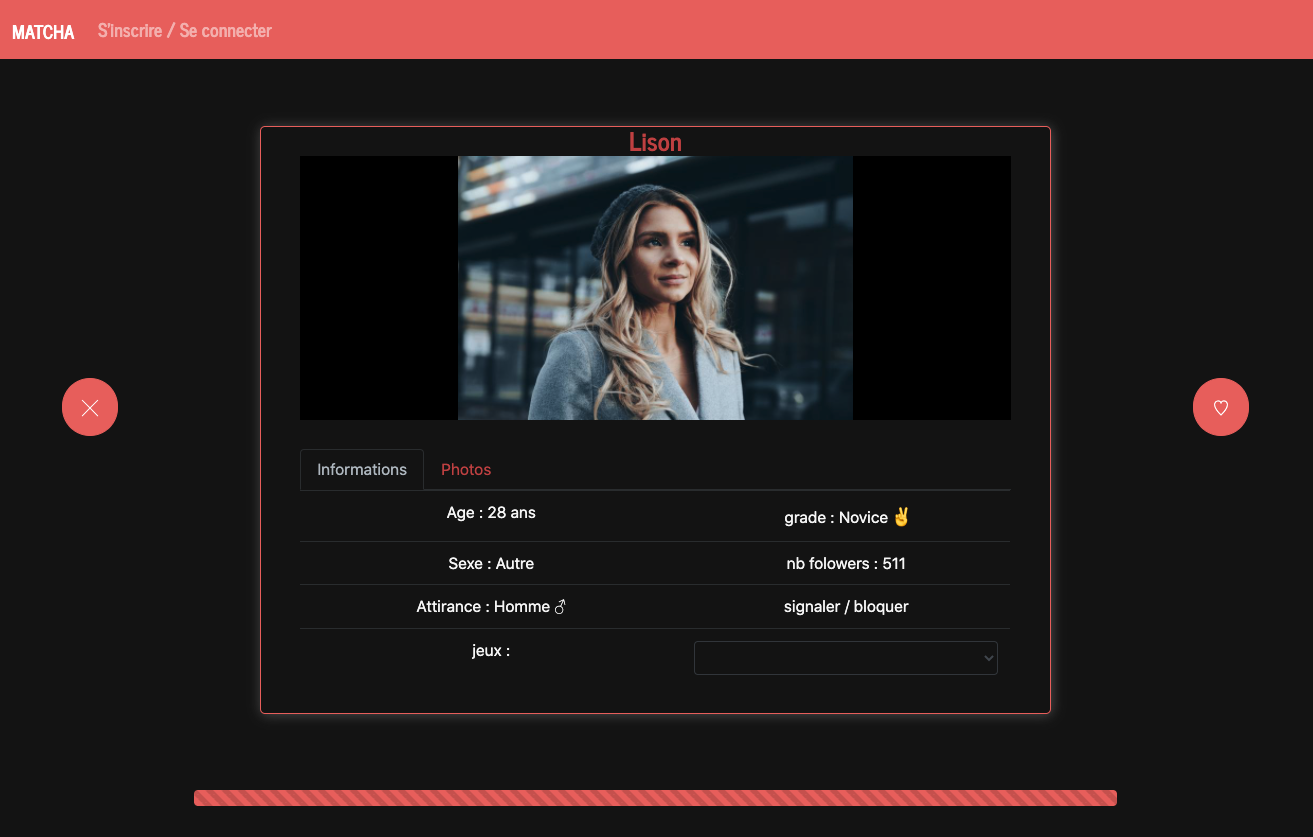 MATCHA S'inscrire / Se connecter
Lison
Informations Photos
Age : 28 ans grade : Novice ✌
Sexe : Autre nb folowers : 511
Attirance : Homme ♂ signaler / bloquer
jeux :